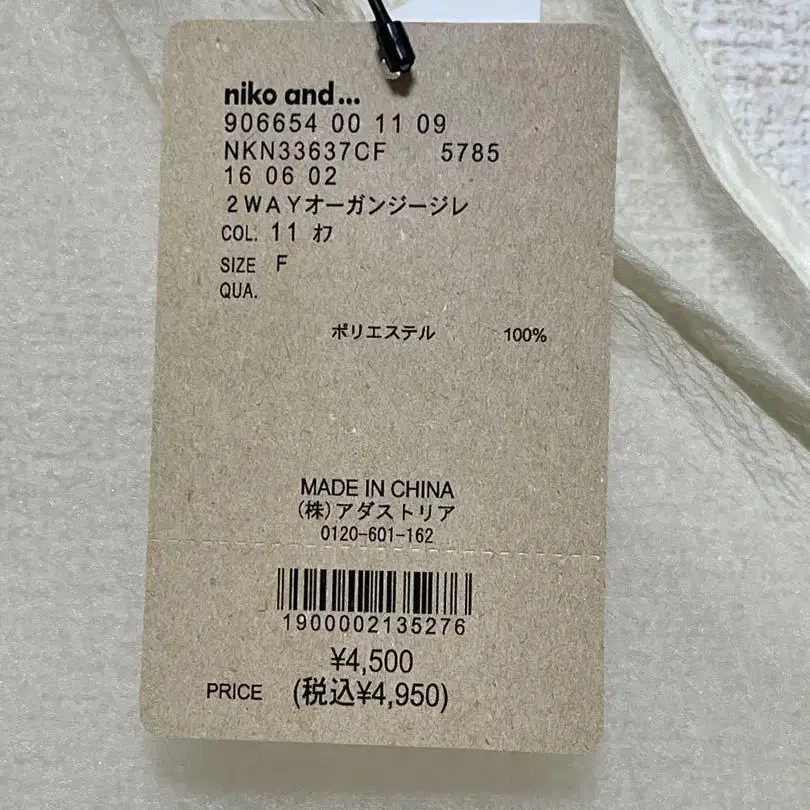 niko and...
906654 00 11 09
NKN33637CF 5785
16 06 02
2WAYオーガンジージレ
COL. 11 ｵﾌ
SIZE F
QUA.
ポリエステル 100%
MADE IN CHINA
(株)アダストリア
0120-601-162
1900002135276
¥4,500
PRICE (税込¥4,950)